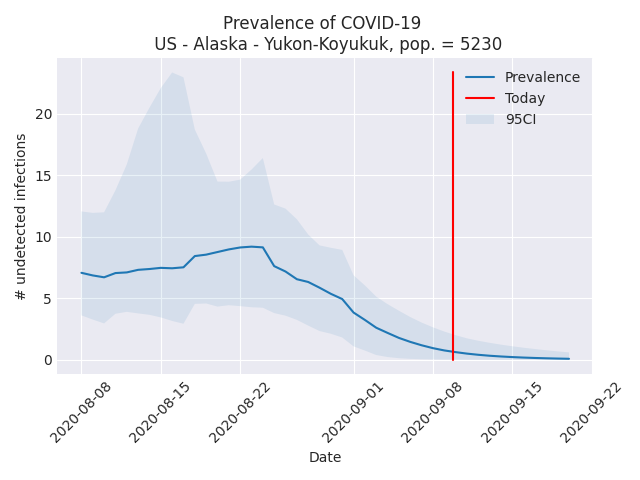 Prevalence of COVID-19
US - Alaska - Yukon-Koyukuk, pop. = 5230
Prevalence
Today
95CI
20
15
10
5
0
# undetected infections
2020-08-08
2020-08-15
2020-08-22
2020-09-01
2020-09-08
2020-09-15
2020-09-22
Date